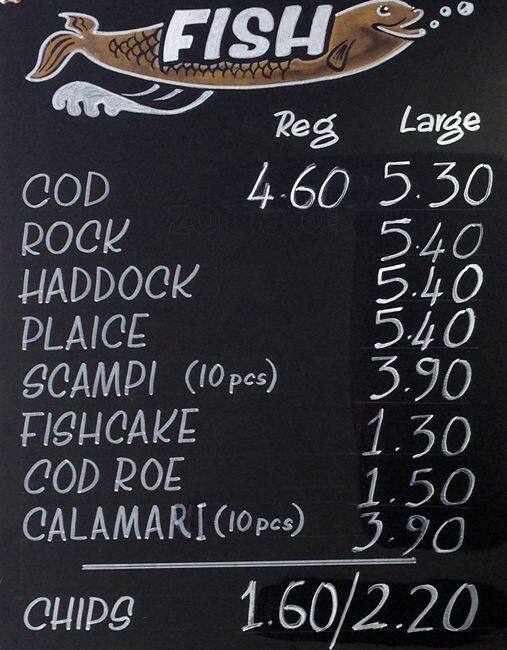 FISH
Reg Large
COD 4.60 5.30
ROCK 5.40
HADDOCK 5.40
PLAICE 5.40
SCAMPI (10pcs) 3.90
FISHCAKE 1.30
COD ROE 1.50
CALAMARI (10pcs) 3.90
CHIPS 1.60/2.20